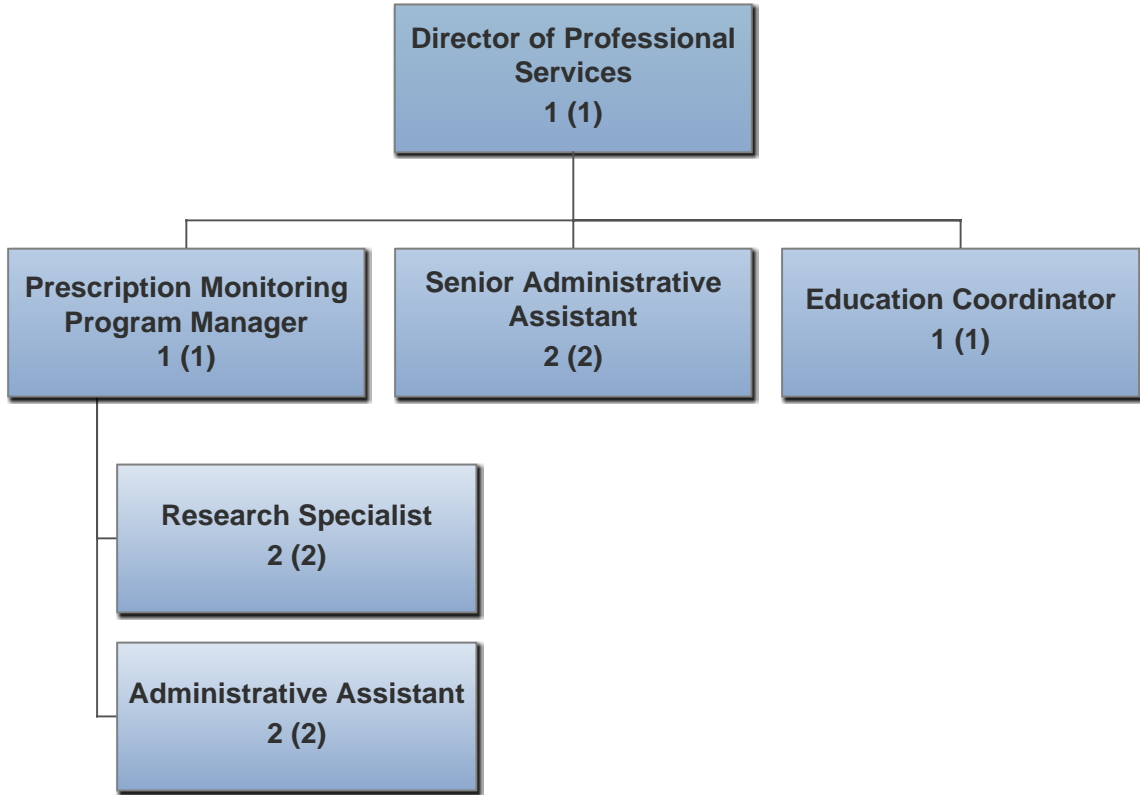 Director of Professional
Services
1 (1)
Prescription Monitoring
Program Manager
1 (1)
Senior Administrative
Assistant
2 (2)
Education Coordinator
1 (1)
Research Specialist
2 (2)
Administrative Assistant
2 (2)